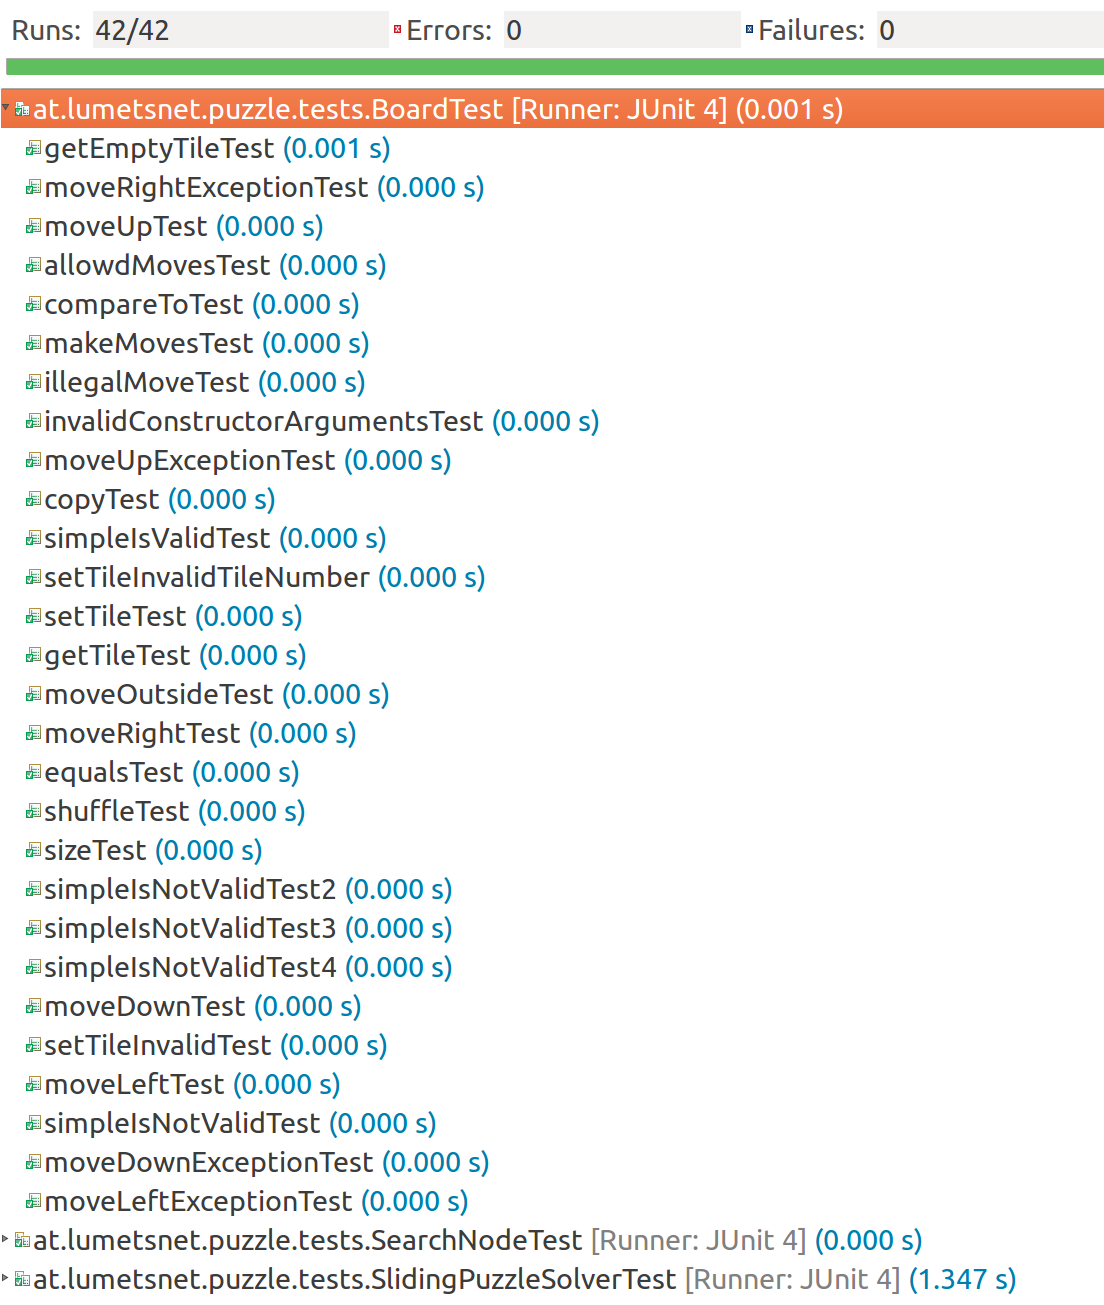 Runs: 42/42 Errors: 0 Failures: 0
at.lumetsnet.puzzle.tests.BoardTest [Runner: JUnit 4] (0.001 s)
getEmptyTileTest (0.001 s)
moveRightExceptionTest (0.000 s)
moveUpTest (0.000 s)
allowdMovesTest (0.000 s)
compareToTest (0.000 s)
makeMovesTest (0.000 s)
illegalMoveTest (0.000 s)
invalidConstructorArgumentsTest (0.000 s)
moveUpExceptionTest (0.000 s)
copyTest (0.000 s)
simpleIsValidTest (0.000 s)
setTileInvalidTileNumber (0.000 s)
setTileTest (0.000 s)
getTileTest (0.000 s)
moveOutsideTest (0.000 s)
moveRightTest (0.000 s)
equalsTest (0.000 s)
shuffleTest (0.000 s)
sizeTest (0.000 s)
simpleIsNotValidTest2 (0.000 s)
simpleIsNotValidTest3 (0.000 s)
simpleIsNotValidTest4 (0.000 s)
moveDownTest (0.000 s)
setTileInvalidTest (0.000 s)
moveLeftTest (0.000 s)
simpleIsNotValidTest (0.000 s)
moveDownExceptionTest (0.000 s)
moveLeftExceptionTest (0.000 s)
at.lumetsnet.puzzle.tests.SearchNodeTest [Runner: JUnit 4] (0.000 s)
at.lumetsnet.puzzle.tests.SlidingPuzzleSolverTest [Runner: JUnit 4] (1.347 s)